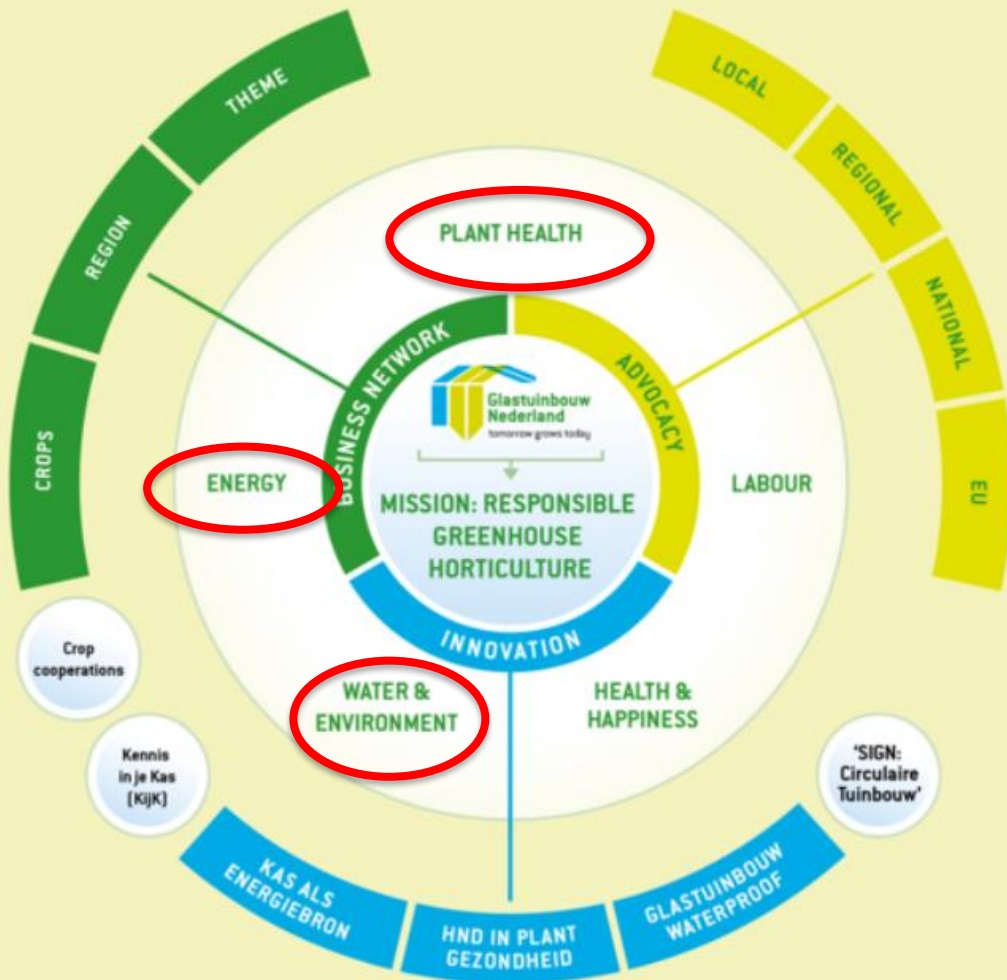 THEME
REGION
CROPS
LOCAL
REGIONAL
NATIONAL
EU
PLANT HEALTH
BUSINESS NETWORK
ADVOCACY
Glastuinbouw
Nederland
tomorrow grows today
MISSION: RESPONSIBLE
GREENHOUSE
HORTICULTURE
ENERGY
LABOUR
INNOVATION
WATER &
ENVIRONMENT
HEALTH &
HAPPINESS
Crop
cooperations
Kennis
in je Kas
(KijK)
'SIGN:
Circulaire
Tuinbouw'
KAS ALS
ENERGIEBRON
HND IN PLANT
GEZONDHEID
GLASTUINBOUW
WATERPROOF